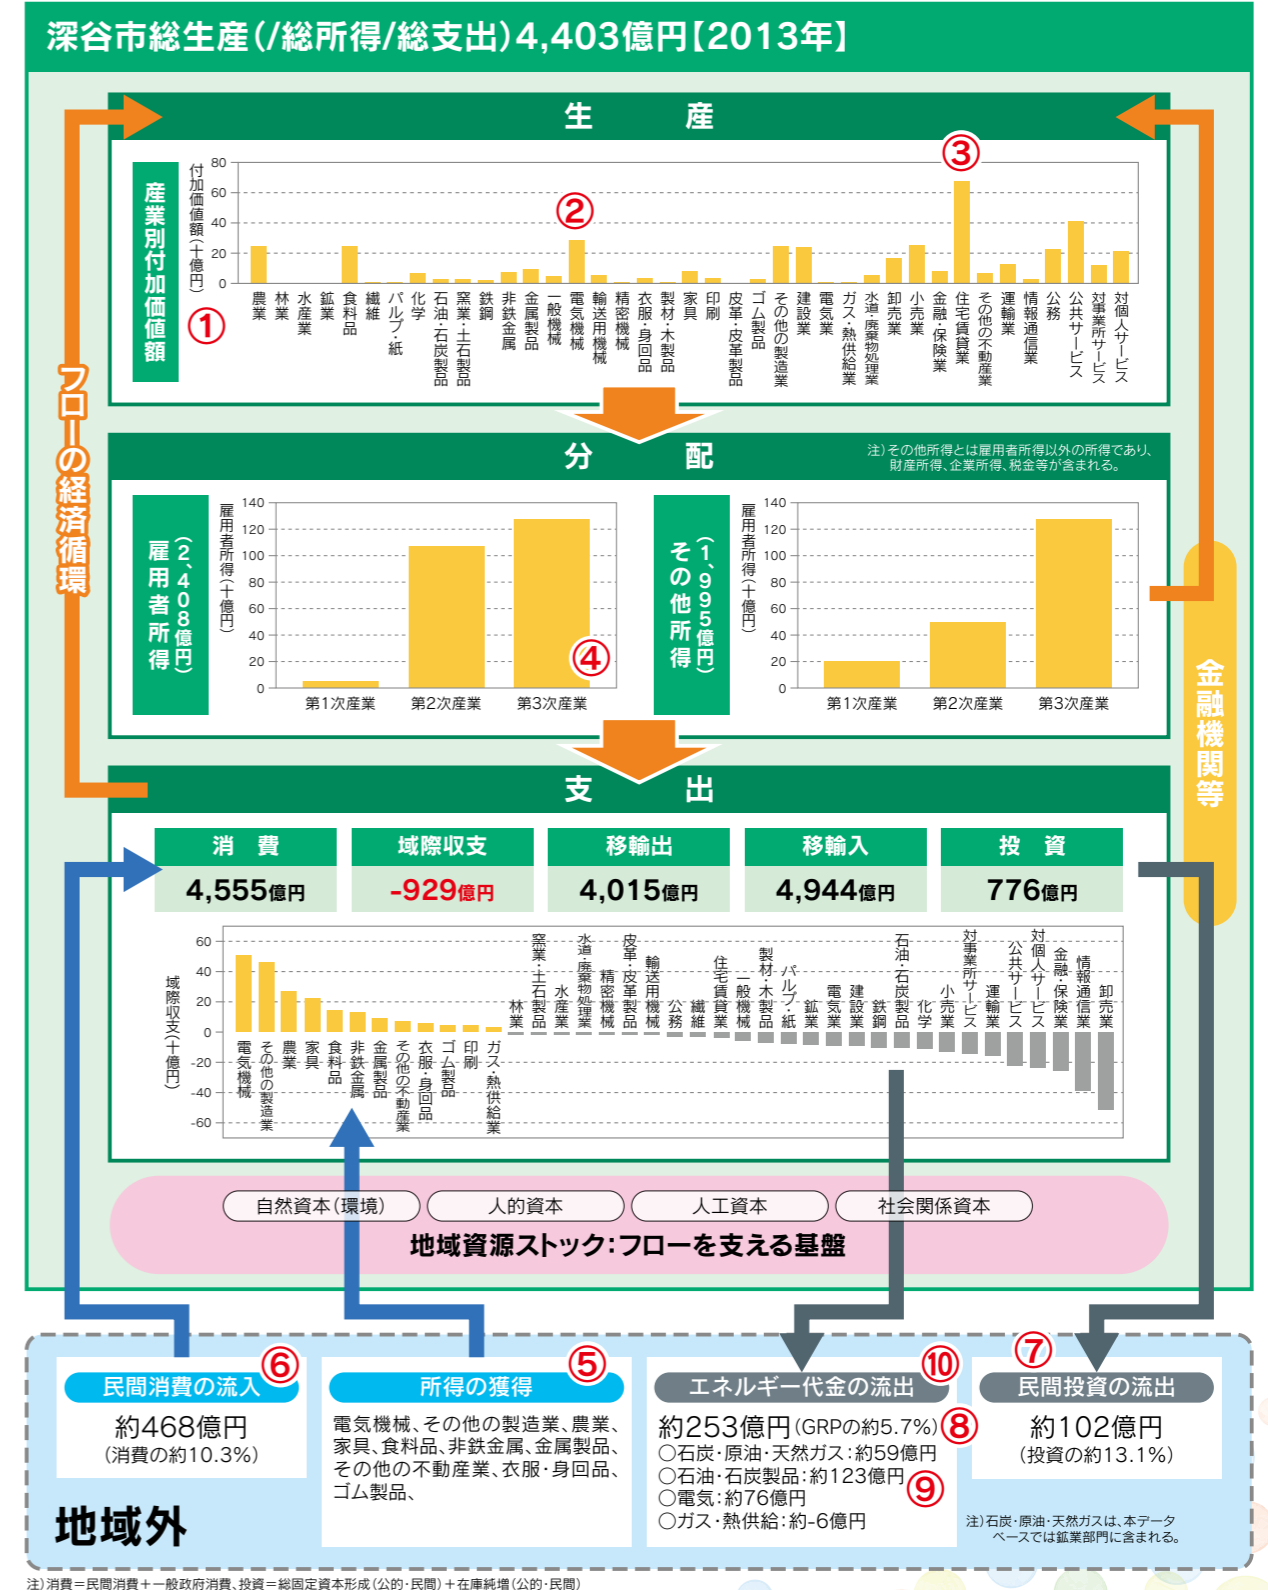 深谷市総生産(/総所得/総支出)4,403億円【2013年】
生 産
産業別付加価値額
付加価値額(十億円)
80
60
40
20
0
①
②
③
農業
林業
水産業
鉱業
食料品
繊維
パルプ・紙
化学
石油・石炭製品
窯業・土石製品
鉄鋼
非鉄金属
金属製品
一般機械
電気機械
輸送用機械
精密機械
衣服・身回品
製材・木製品
家具
印刷
皮革・皮革製品
ゴム製品
その他の製造業
建設業
電気業
ガス・熱供給業
水道・廃棄物処理業
卸売業
小売業
金融・保険業
住宅賃貸業
その他の不動産業
運輸業
情報通信業
公務
公共サービス
対事業所サービス
対個人サービス
フローの経済循環
金融機関等
分 配
注)その他所得とは雇用者所得以外の所得であり、
財産所得、企業所得、税金等が含まれる。
雇用者所得
(2,408億円)
雇用者所得(十億円)
140
120
100
80
60
40
20
0
第1次産業
第2次産業
第3次産業
④
その他所得
(1,995億円)
雇用者所得(十億円)
140
120
100
80
60
40
20
0
第1次産業
第2次産業
第3次産業
支 出
消 費
4,555億円
域際収支
-929億円
移輸出
4,015億円
移輸入
4,944億円
投 資
776億円
域際収支(十億円)
60
40
20
0
-20
-40
-60
電気機械
その他の製造業
農業
家具
食料品
非鉄金属
金属製品
その他の不動産業
衣服・身回品
ゴム製品
印刷
ガス・熱供給業
林業
窯業・土石製品
水産業
水道・廃棄物処理業
精密機械
皮革・皮革製品
輸送用機械
公務
繊維
住宅賃貸業
一般機械
製材・木製品
パルプ・紙
鉱業
電気業
建設業
鉄鋼
石油・石炭製品
化学
小売業
対事業所サービス
運輸業
公共サービス
対個人サービス
金融・保険業
情報通信業
卸売業
自然資本(環境)
人的資本
人工資本
社会関係資本
地域資源ストック:フローを支える基盤
⑥
民間消費の流入
約468億円
(消費の約10.3%)
地域外
⑤
所得の獲得
電気機械、その他の製造業、農業、
家具、食料品、非鉄金属、金属製品、
その他の不動産業、衣服・身回品、
ゴム製品、
⑩
エネルギー代金の流出
約253億円(GRPの約5.7%)
⑧
○石炭・原油・天然ガス:約59億円
○石油・石炭製品:約123億円
⑨
○電気:約76億円
○ガス・熱供給:約-6億円
⑦
民間投資の流出
約102億円
(投資の約13.1%)
注)石炭・原油・天然ガスは、本データ
ベースでは鉱業部門に含まれる。
注)消費=民間消費+一般政府消費、投資=総固定資本形成(公的・民間)+在庫純増(公的・民間)